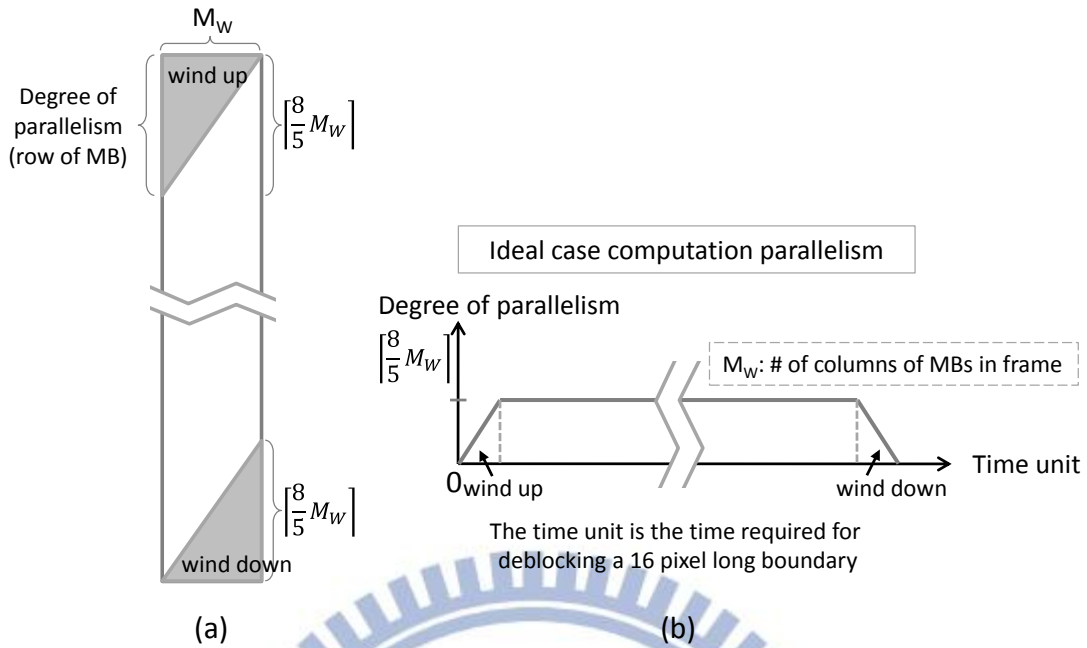 M_W
wind up
Degree of
parallelism
(row of MB)
⌈8/5 M_W⌉
Ideal case computation parallelism
Degree of parallelism
⌈8/5 M_W⌉
M_W: # of columns of MBs in frame
0
wind up
wind down
Time unit
⌈8/5 M_W⌉
wind down
The time unit is the time required for
deblocking a 16 pixel long boundary
(a)
(b)